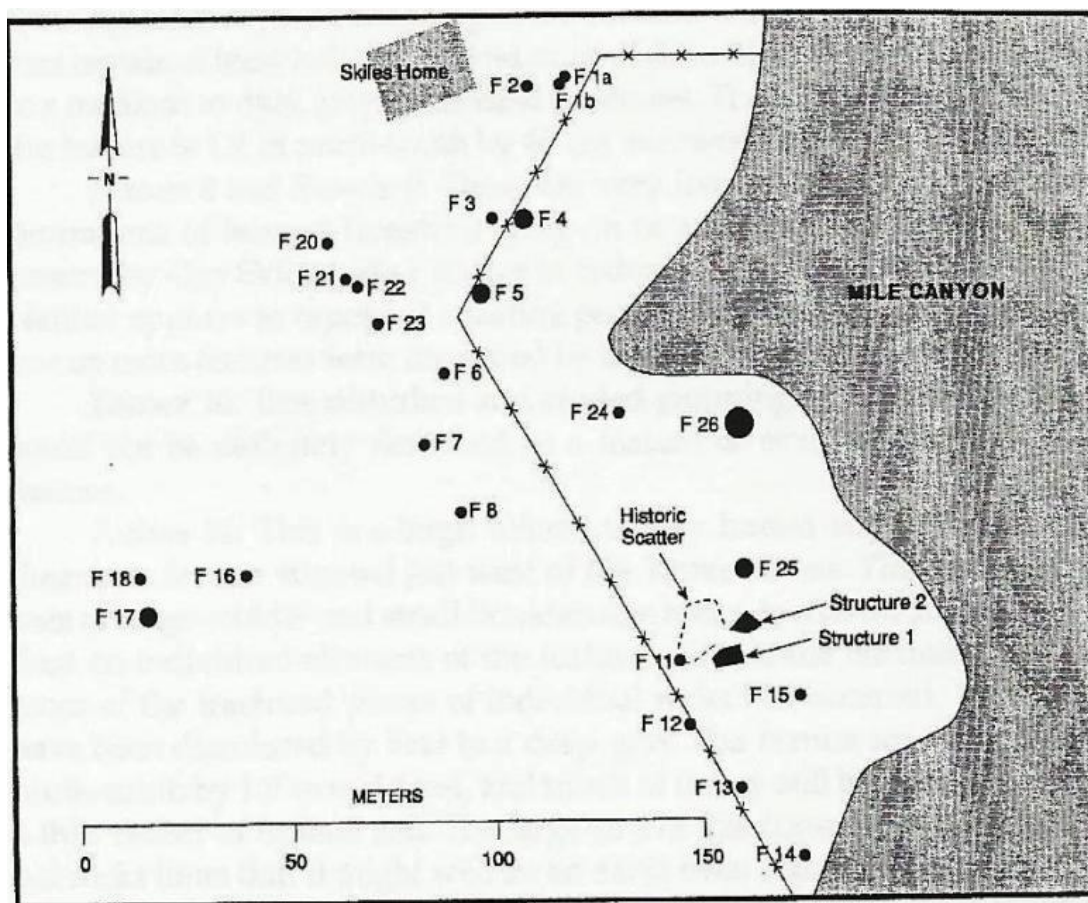 Skiles Home
F 2
F 1a
F 1b
N
F 3
F 4
F 20
F 21
F 22
F 5
MILE CANYON
F 23
F 6
F 24
F 26
F 7
F 8
Historic
Scatter
F 18
F 16
F 25
F 17
Structure 2
Structure 1
F 11
F 15
F 12
F 13
METERS
F 14
0
50
100
150